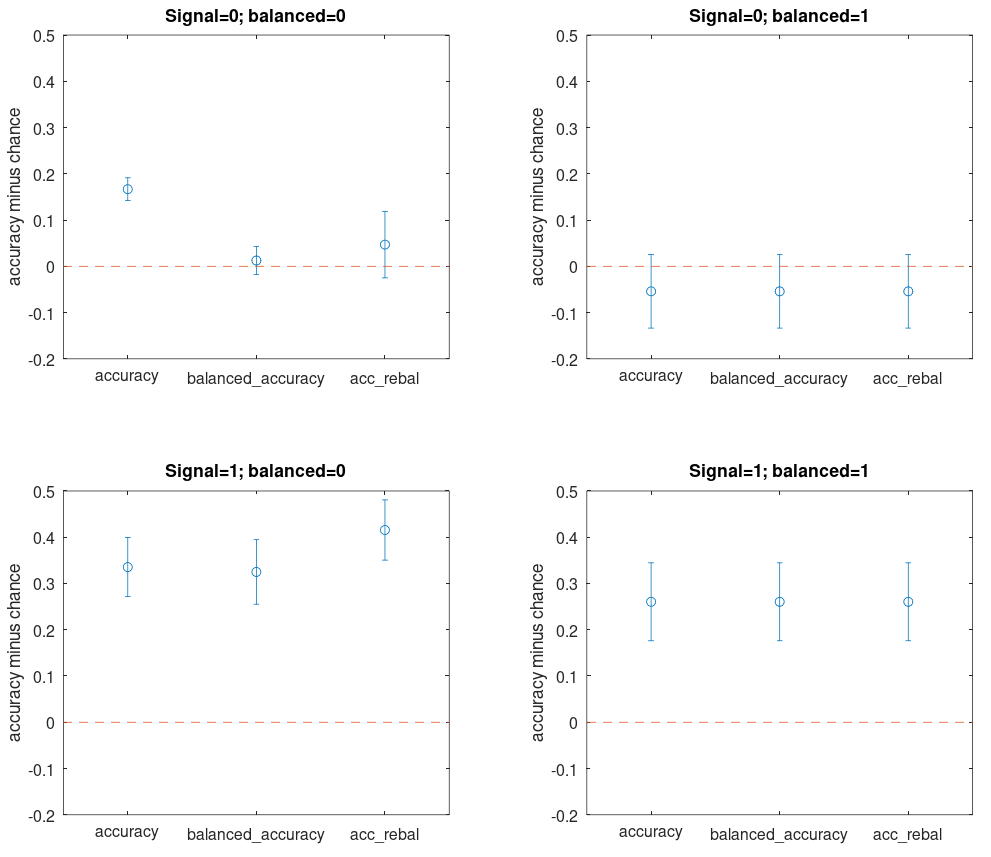 Signal=0; balanced=0
0.5
0.4
0.3
0.2
0.1
0
-0.1
-0.2
accuracy minus chance
accuracy balanced_accuracy acc_rebal
Signal=0; balanced=1
0.5
0.4
0.3
0.2
0.1
0
-0.1
-0.2
accuracy minus chance
accuracy balanced_accuracy acc_rebal
Signal=1; balanced=0
0.5
0.4
0.3
0.2
0.1
0
-0.1
-0.2
accuracy minus chance
accuracy balanced_accuracy acc_rebal
Signal=1; balanced=1
0.5
0.4
0.3
0.2
0.1
0
-0.1
-0.2
accuracy minus chance
accuracy balanced_accuracy acc_rebal